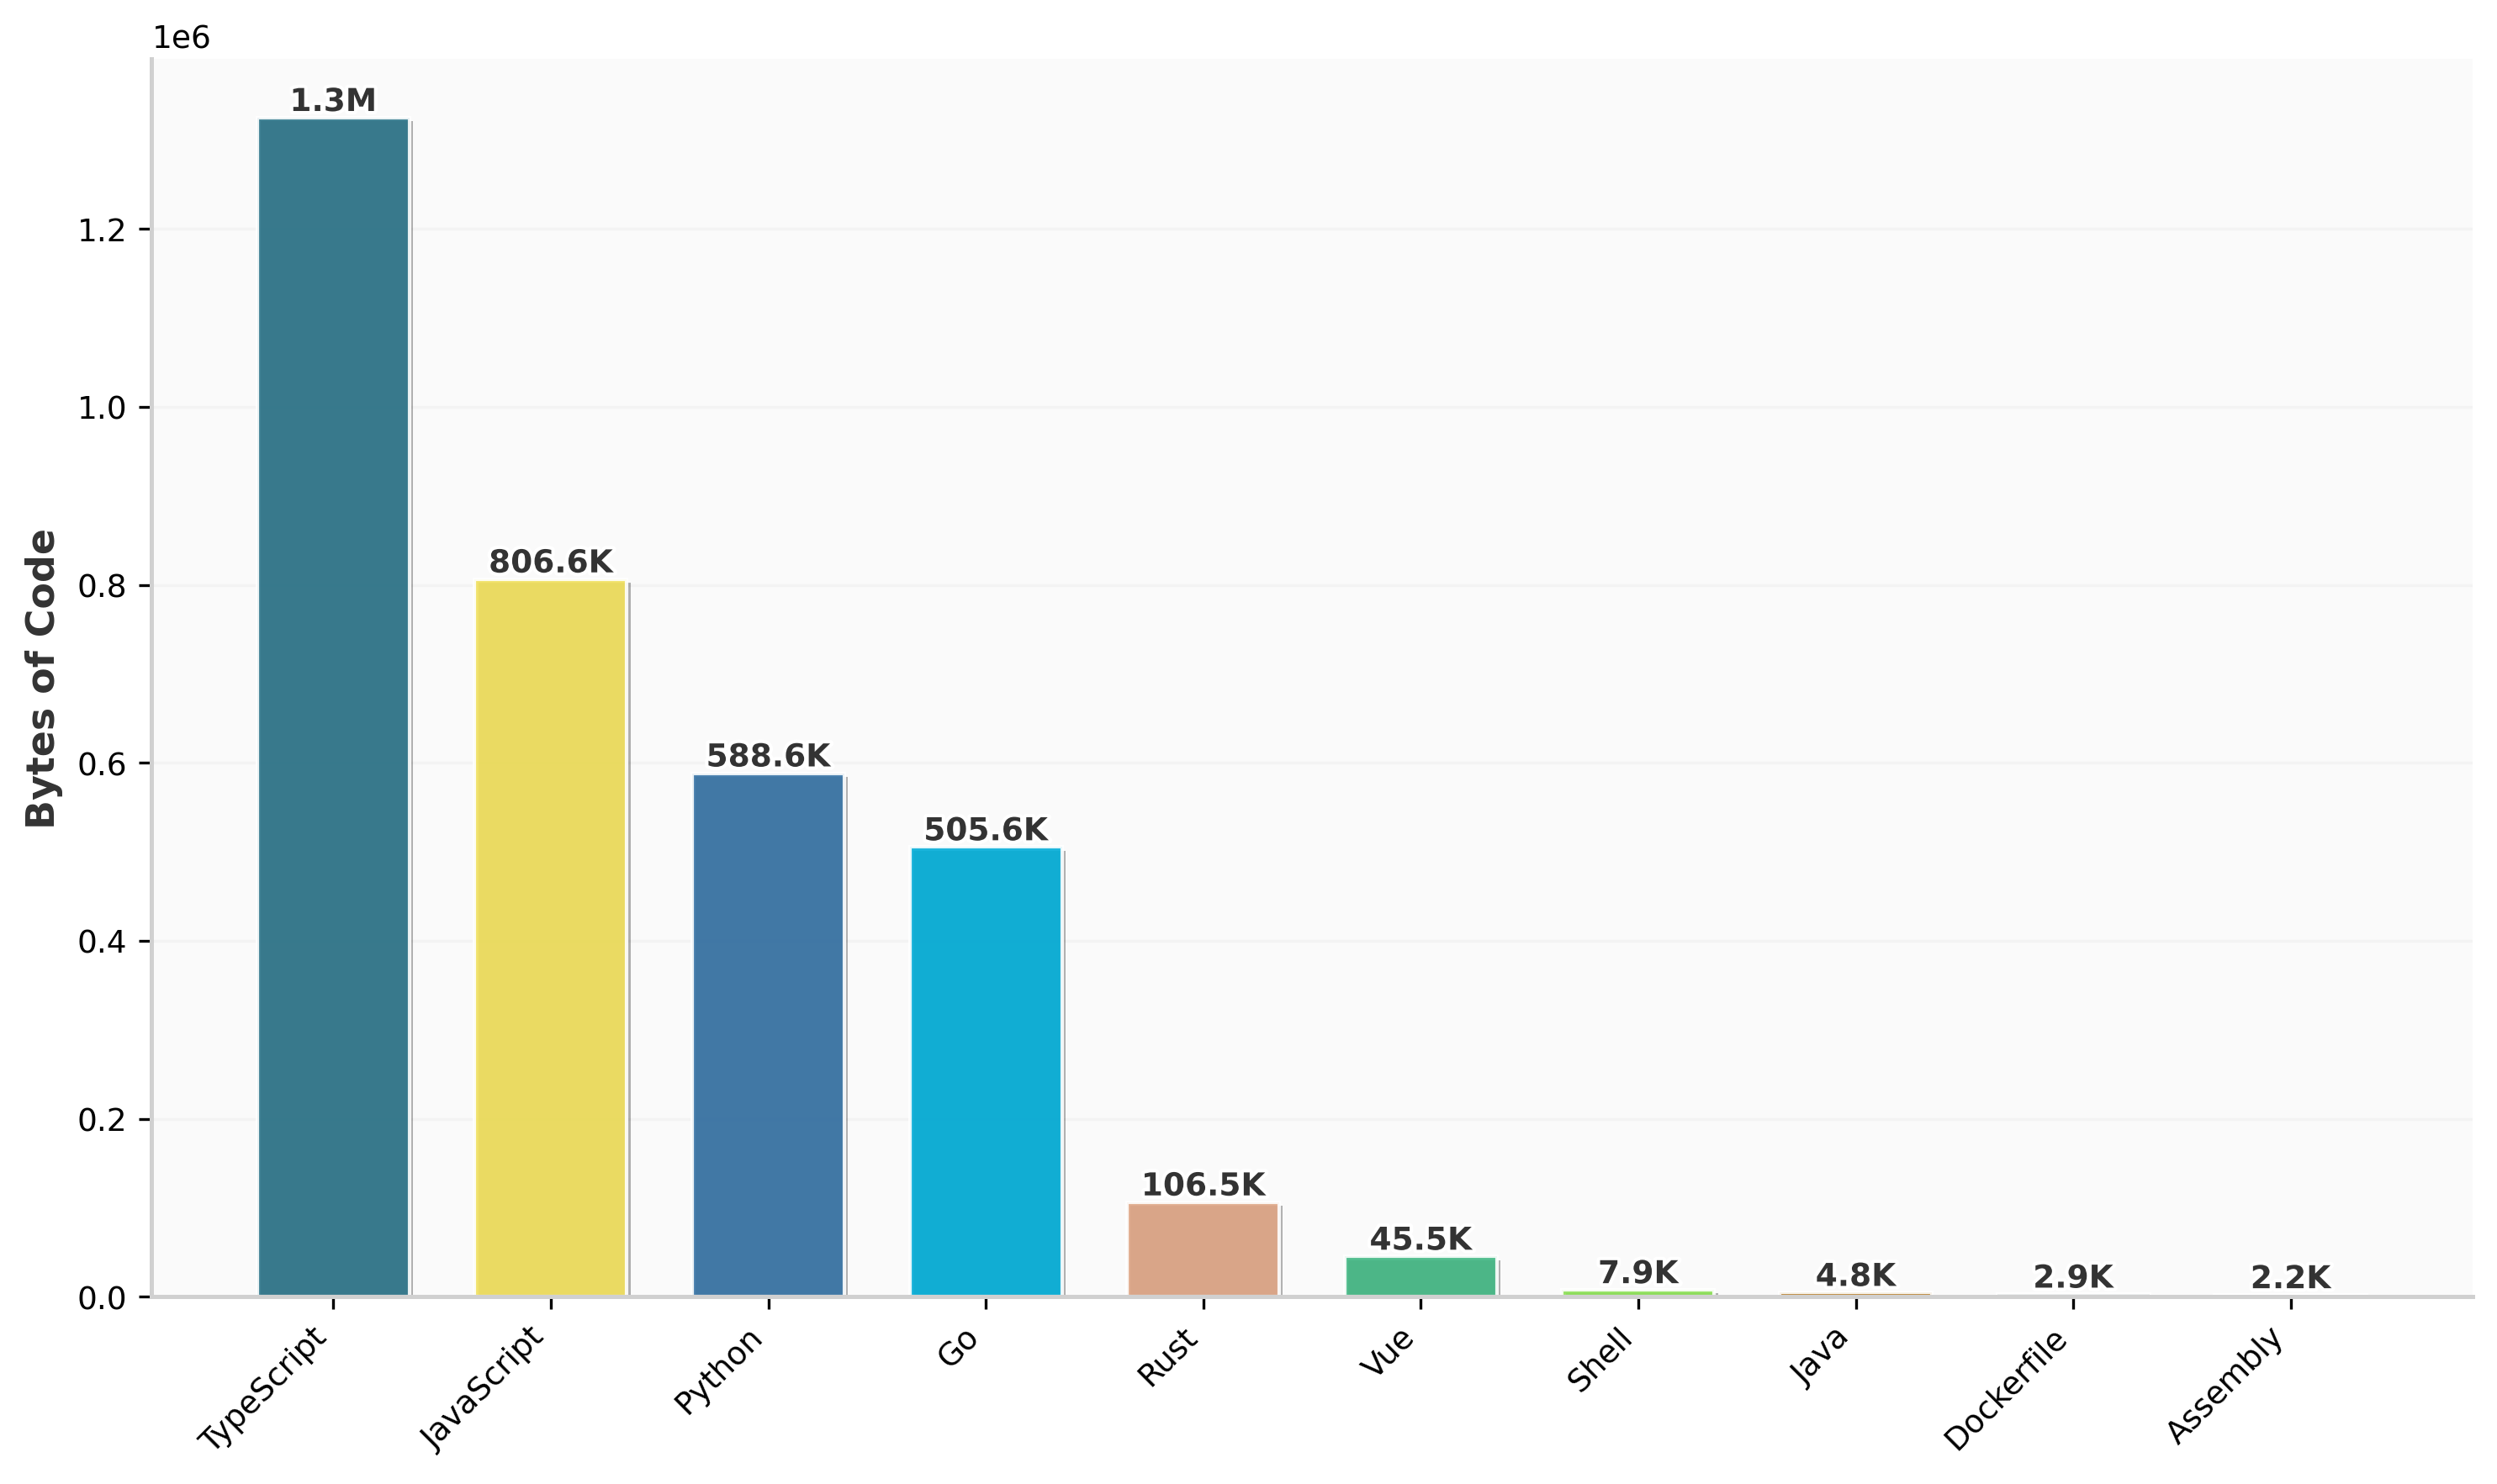 1e6
1.3M
1.2
1.0
806.6K
0.8
588.6K
0.6
505.6K
0.4
0.2
106.5K
45.5K
7.9K
4.8K
2.9K
2.2K
0.0
Bytes of Code
TypeScript
JavaScript
Python
Go
Rust
Vue
Shell
Java
Dockerfile
Assembly